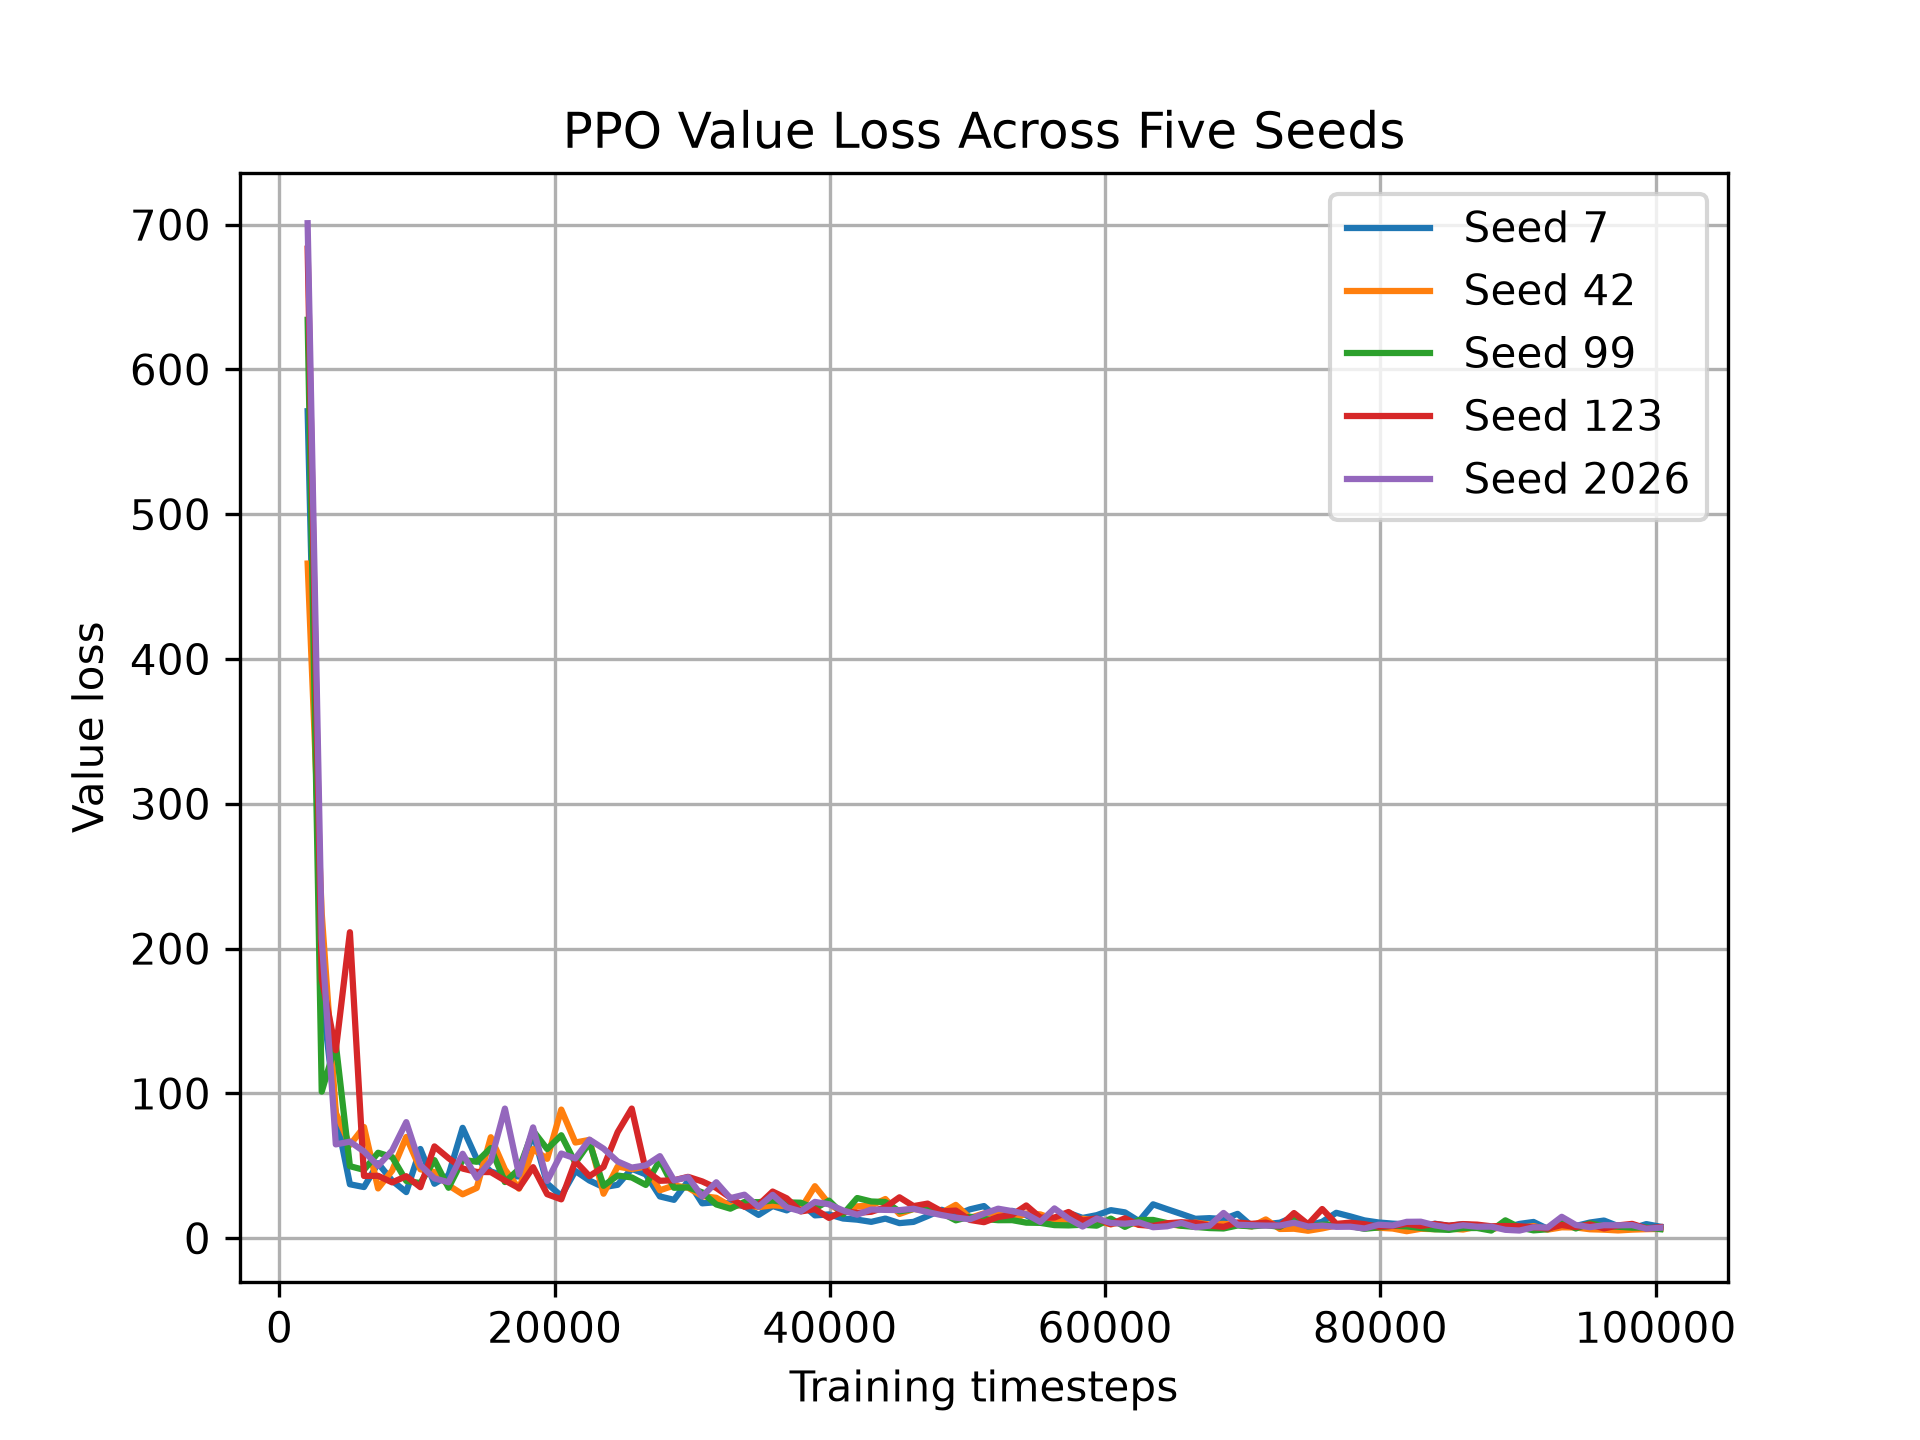 PPO Value Loss Across Five Seeds
700
600
500
400
300
200
100
0
Value loss
Seed 7
Seed 42
Seed 99
Seed 123
Seed 2026
0 20000 40000 60000 80000 100000
Training timesteps